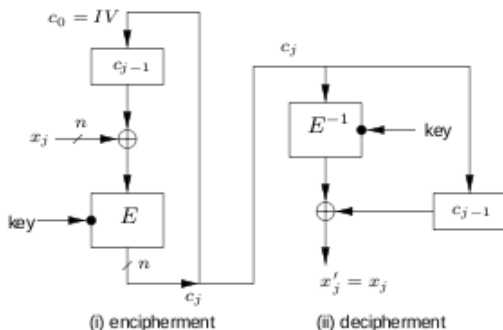 c_0 = IV
c_{j-1}
x_j
n
key
E
n
c_j
(i) encipherment
c_j
E^{-1}
key
c_{j-1}
x'_j = x_j
(ii) decipherment